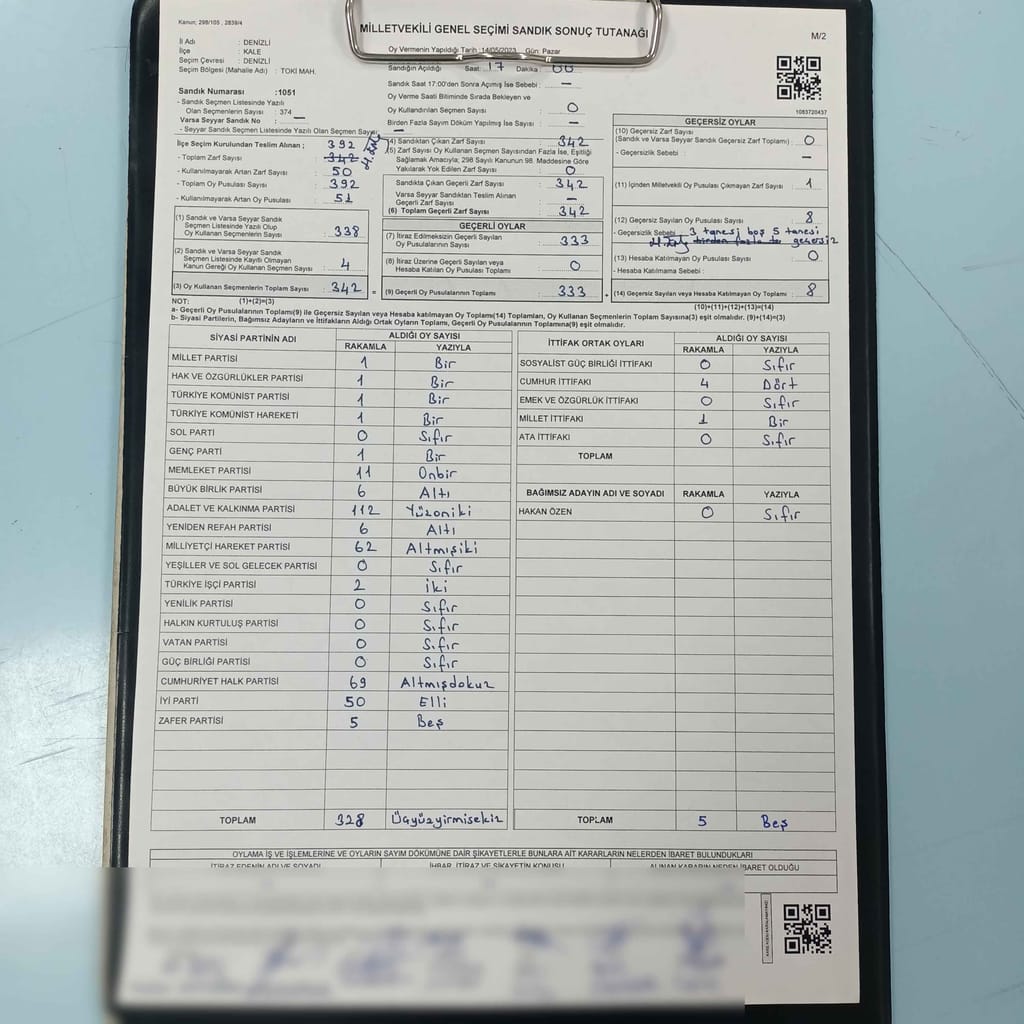 Kanun; 298/105 , 2839/4
MİLLETVEKİLİ GENEL SEÇİMİ SANDIK SONUÇ TUTANAĞI
M/2
Oy Vermenin Yapıldığı Tarih :14/05/2023 Gün: Pazar
İl Adı : DENİZLİ
İlçe : KALE
Seçim Çevresi : DENİZLİ
Seçim Bölgesi (Mahalle Adı) : TOKİ MAH.
Sandığın Açıldığı Saat: 17 Dakika : 00
Sandık Saat 17:00'den Sonra Açımış İse Sebebi : —
Oy Verme Saati Bitiminde Sırada Bekleyen ve
Oy Kullandırılan Seçmen Sayısı : 0
Birden Fazla Sayım Döküm Yapılmış İse Sayısı : —
Sandık Numarası :1051
- Sandık Seçmen Listesinde Yazılı
Olan Seçmenlerin Sayısı : 374
Varsa Seyyar Sandık No : —
- Seyyar Sandık Seçmen Listesinde Yazılı Olan Seçmen Sayısı —
1083720437
İlçe Seçim Kurulundan Teslim Alınan ; 392
- Toplam Zarf Sayısı : 342
- Kullanılmayarak Artan Zarf Sayısı : 50
- Toplam Oy Pusulası Sayısı : 392
- Kullanılmayarak Artan Oy Pusulası : 51
(4) Sandıktan Çıkan Zarf Sayısı : 342
(5) Zarf Sayısı Oy Kullanan Seçmen Sayısından Fazla İse, Eşitliği
Sağlamak Amacıyla; 298 Sayılı Kanunun 98. Maddesine Göre
Yakılarak Yok Edilen Zarf Sayısı : 0
Sandıkta Çıkan Geçerli Zarf Sayısı : 342
Varsa Seyyar Sandıktan Teslim Alınan
Geçerli Zarf Sayısı : —
(6) Toplam Geçerli Zarf Sayısı : 342
GEÇERSİZ OYLAR
(10) Geçersiz Zarf Sayısı
(Sandık ve Varsa Seyyar Sandık Geçersiz Zarf Toplamı) : 0
- Geçersizlik Sebebi : —
(11) İçinden Milletvekili Oy Pusulası Çıkmayan Zarf Sayısı : 1
(12) Geçersiz Sayılan Oy Pusulası Sayısı : 8
- Geçersizlik Sebebi : 3 tanesi boş 5 tanesi
birden fazla geçersiz
(13) Hesaba Katılmayan Oy Pusulası Sayısı : 0
- Hesaba Katılmama Sebebi :
(14) Geçersiz Sayılan veya Hesaba Katılmayan Oy Toplamı : 8
(10)+(11)+(12)+(13)=(14)
(1) Sandık ve Varsa Seyyar Sandık
Seçmen Listesinde Yazılı Olup
Oy Kullanan Seçmen Sayısı : 338
(2) Sandık ve Varsa Seyyar Sandık
Seçmen Listesinde Kayıtlı Olmayan
Kanun Gereği Oy Kullanan Seçmen Sayısı : 4
(3) Oy Kullanan Seçmenlerin Toplam Sayısı : 342 =
GEÇERLİ OYLAR
(7) İtiraz Edilmeksizin Geçerli Sayılan
Oy Pusulalarının Sayısı : 333
(8) İtiraz Üzerine Geçerli Sayılan veya
Hesaba Katılan Oy Pusulası Toplamı : 0
(9) Geçerli Oy Pusulalarının Toplamı : 333 +
NOT: (1)+(2)=(3)
a- Geçerli Oy Pusulaları Toplamı(9) ile Geçersiz Sayılan veya Hesaba katılmayan Oy Toplamı(14) Toplamları, Oy Kullanan Seçmenlerin Toplam Sayısına(3) eşit olmalıdır. (9)+(14)=(3)
b- Siyasi Partilerin, Bağımsız Adayların ve İttifakların Aldığı Ortak Oyların Toplamı, Geçerli Oy Pusulalarının Toplamına(9) eşit olmalıdır.
SİYASİ PARTİNİN ADI ALDIĞI OY SAYISI
RAKAMLA YAZIYLA
MİLLET PARTİSİ 1 Bir
HAK VE ÖZGÜRLÜKLER PARTİSİ 1 Bir
TÜRKİYE KOMÜNİST PARTİSİ 1 Bir
TÜRKİYE KOMÜNİST HAREKETİ 1 Bir
SOL PARTİ 0 Sıfır
GENÇ PARTİ 1 Bir
MEMLEKET PARTİSİ 11 Onbir
BÜYÜK BİRLİK PARTİSİ 6 Altı
ADALET VE KALKINMA PARTİSİ 112 Yüzoniki
YENİDEN REFAH PARTİSİ 6 Altı
MİLLİYETÇİ HAREKET PARTİSİ 62 Altmışiki
YEŞİLLER VE SOL GELECEK PARTİSİ 0 Sıfır
TÜRKİYE İŞÇİ PARTİSİ 2 iki
YENİLİK PARTİSİ 0 Sıfır
HALKIN KURTULUŞ PARTİSİ 0 Sıfır
VATAN PARTİSİ 0 Sıfır
GÜÇ BİRLİĞİ PARTİSİ 0 Sıfır
CUMHURİYET HALK PARTİSİ 69 Altmışdokuz
İYİ PARTİ 50 Elli
ZAFER PARTİSİ 5 Beş
TOPLAM 328 Üçyüzyirmisekiz
İTTİFAK ORTAK OYLARI ALDIĞI OY SAYISI
RAKAMLA YAZIYLA
SOSYALİST GÜÇ BİRLİĞİ İTTİFAKI 0 Sıfır
CUMHUR İTTİFAKI 4 Dört
EMEK VE ÖZGÜRLÜK İTTİFAKI 0 Sıfır
MİLLET İTTİFAKI 1 Bir
ATA İTTİFAKI 0 Sıfır
TOPLAM
BAĞIMSIZ ADAYIN ADI VE SOYADI RAKAMLA YAZIYLA
HAKAN ÖZEN 0 Sıfır
TOPLAM 5 Beş
OYLAMA İŞ VE İŞLEMLERİNE VE OYLARIN SAYIM DÖKÜMÜNE DAİR ŞİKAYETLERLE BUNLARA AİT KARARLARIN NELERDEN İBARET BULUNDUKLARI
İTİRAZ EDENİN ADI VE SOYADI İHBAR, İTİRAZ VE ŞİKAYETİN KONUSU ALINAN KARARIN NEDEN İBARET OLDUĞU